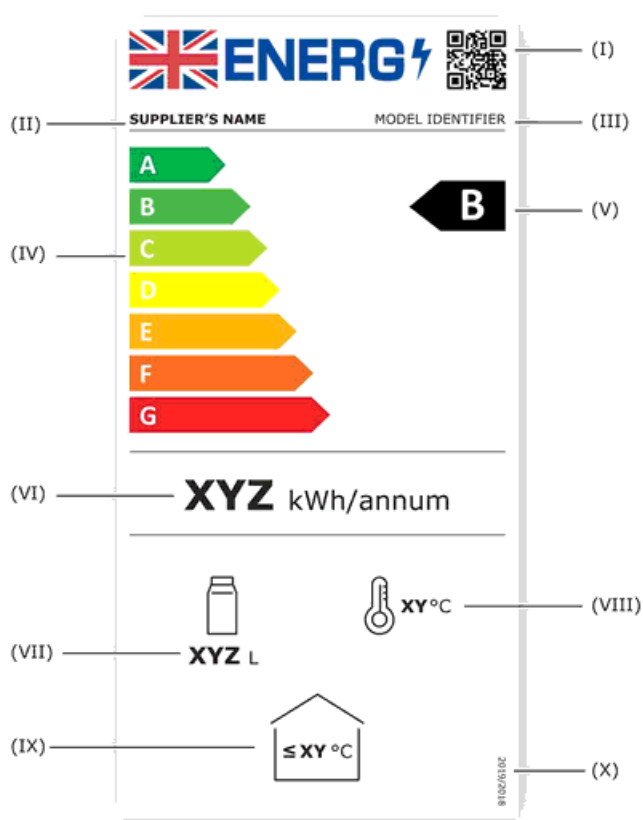 ENERG
(I)
(II) SUPPLIER'S NAME MODEL IDENTIFIER (III)
A
B B (V)
(IV) C
D
E
F
G
(VI) XYZ kWh/annum
XY°C (VIII)
(VII) XYZ L
(IX) ≤ XY °C
2019/2018 (X)